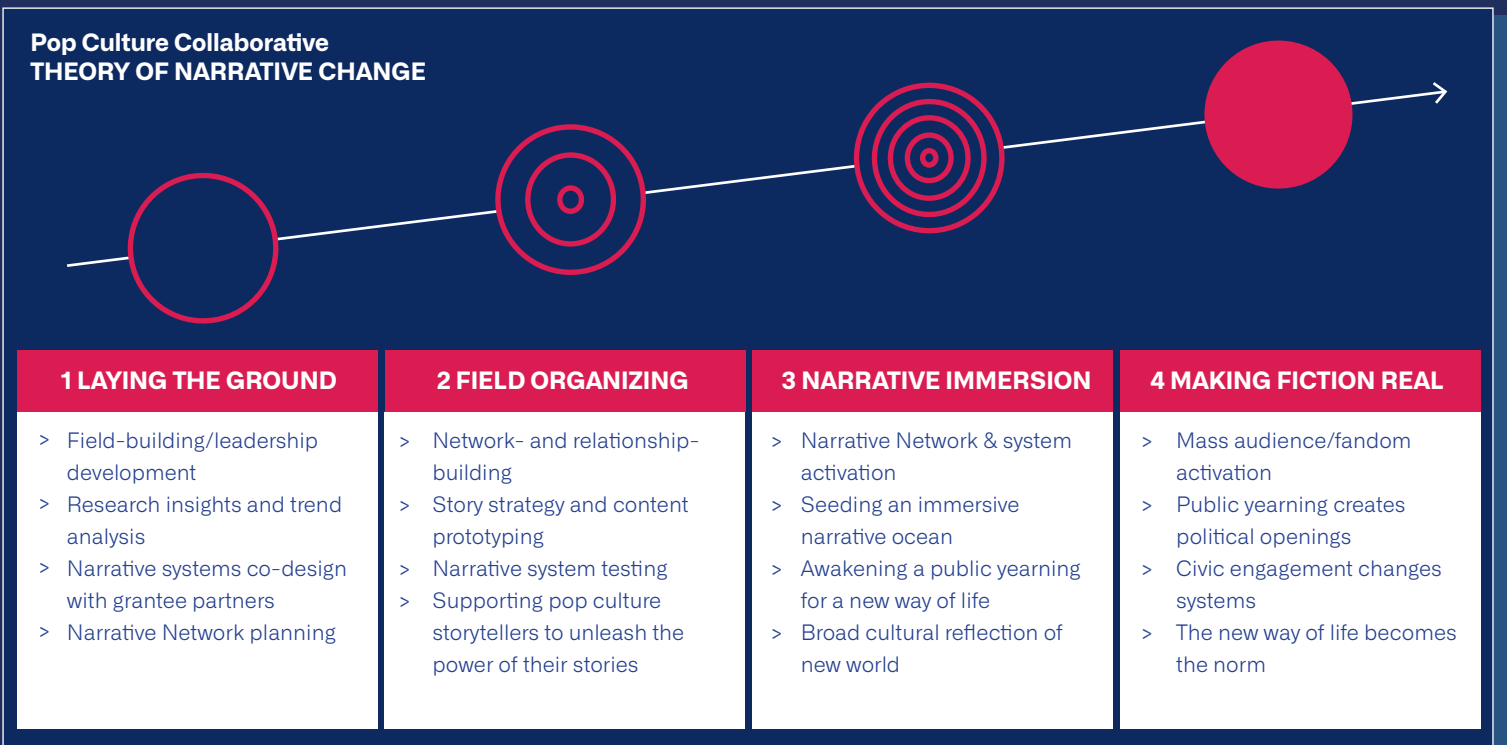 Pop Culture Collaborative
THEORY OF NARRATIVE CHANGE
1 LAYING THE GROUND
> Field-building/leadership
development
> Research insights and trend
analysis
> Narrative systems co-design
with grantee partners
> Narrative Network planning
2 FIELD ORGANIZING
> Network- and relationship-
building
> Story strategy and content
prototyping
> Narrative system testing
> Supporting pop culture
storytellers to unleash the
power of their stories
3 NARRATIVE IMMERSION
> Narrative Network & system
activation
> Seeding an immersive
narrative ocean
> Awakening a public yearning
for a new way of life
> Broad cultural reflection of
new world
4 MAKING FICTION REAL
> Mass audience/fandom
activation
> Public yearning creates
political openings
> Civic engagement changes
systems
> The new way of life becomes
the norm